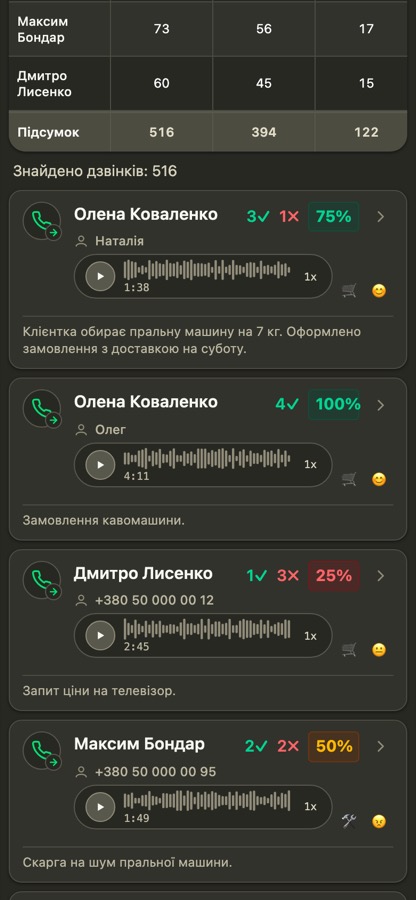 Максим Бондар 73 56 17
Дмитро Лисенко 60 45 15
Підсумок 516 394 122
Знайдено дзвінків: 516
Олена Коваленко 3✓ 1✕ 75%
Наталія
1:38 1x
Клієнтка обирає пральну машину на 7 кг. Оформлено
замовлення з доставкою на суботу.
Олена Коваленко 4✓ 100%
Олег
4:11 1x
Замовлення кавомашини.
Дмитро Лисенко 1✓ 3✕ 25%
+380 50 000 00 12
2:45 1x
Запит ціни на телевізор.
Максим Бондар 2✓ 2✕ 50%
+380 50 000 00 95
1:49 1x
Скарга на шум пральної машини.